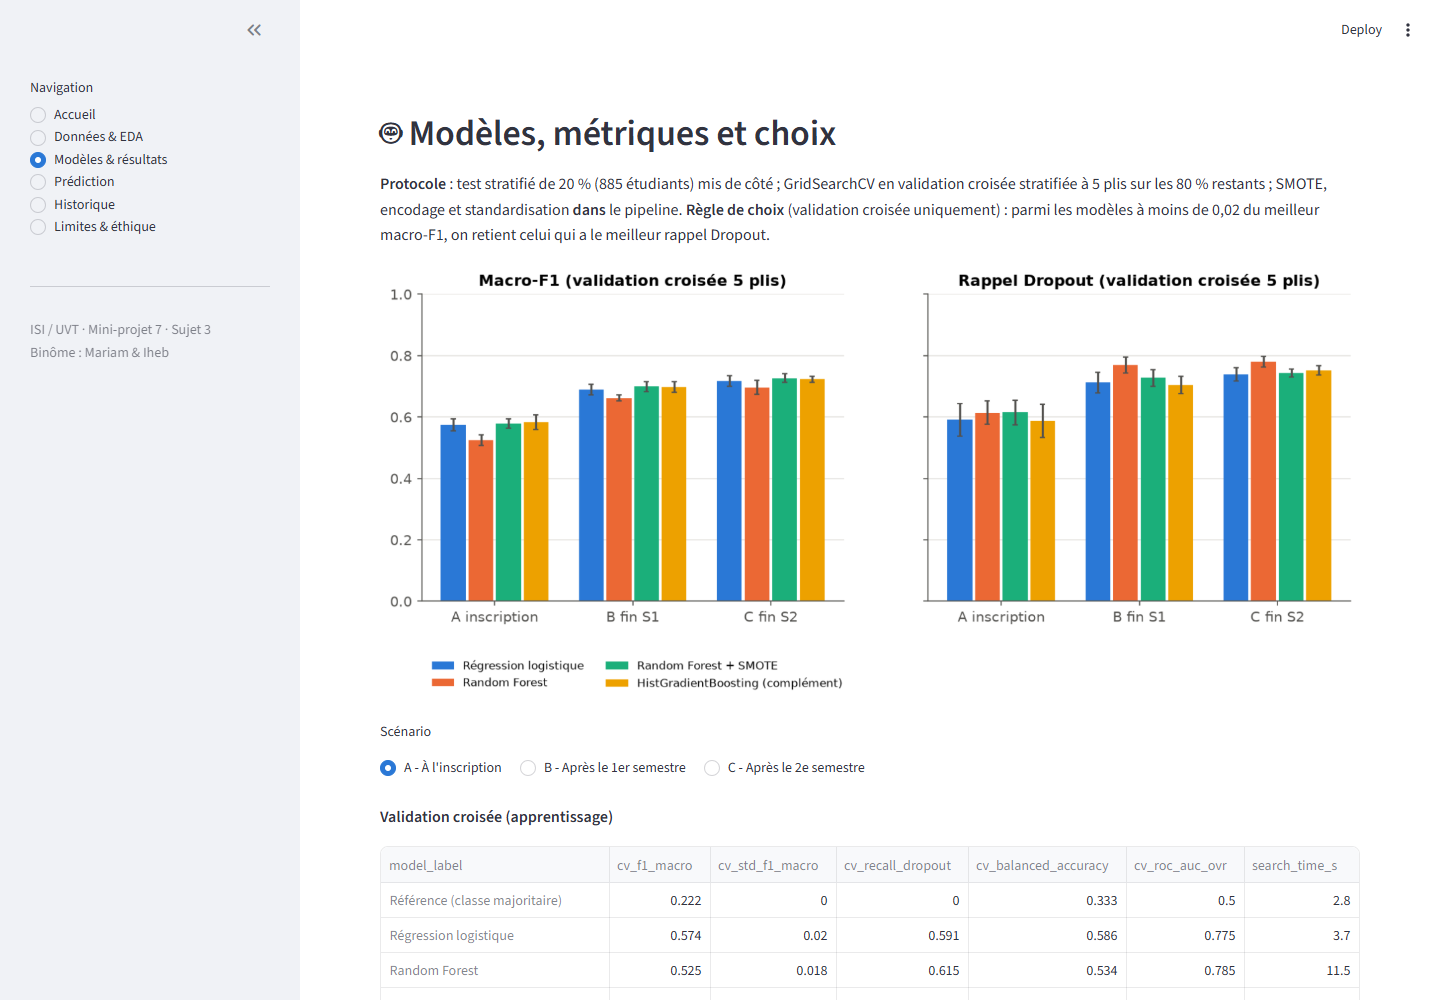 Deploy
Navigation
Accueil
Données & EDA
Modèles & résultats
Prédiction
Historique
Limites & éthique
ISI / UVT · Mini-projet 7 · Sujet 3
Binôme : Mariam & Iheb
Modèles, métriques et choix
Protocole : test stratifié de 20 % (885 étudiants) mis de côté ; GridSearchCV en validation croisée stratifiée à 5 plis sur les 80 % restants ; SMOTE,
encodage et standardisation dans le pipeline. Règle de choix (validation croisée uniquement) : parmi les modèles à moins de 0,02 du meilleur
macro-F1, on retient celui qui a le meilleur rappel Dropout.
Macro-F1 (validation croisée 5 plis)
1.0
0.8
0.6
0.4
0.2
0.0
A inscription B fin S1 C fin S2
Rappel Dropout (validation croisée 5 plis)
A inscription B fin S1 C fin S2
Régression logistique
Random Forest
Random Forest + SMOTE
HistGradientBoosting (complément)
Scénario
A - À l'inscription B - Après le 1er semestre C - Après le 2e semestre
Validation croisée (apprentissage)
model_label cv_f1_macro cv_std_f1_macro cv_recall_dropout cv_balanced_accuracy cv_roc_auc_ovr search_time_s
Référence (classe majoritaire) 0.222 0 0 0.333 0.5 2.8
Régression logistique 0.574 0.02 0.591 0.586 0.775 3.7
Random Forest 0.525 0.018 0.615 0.534 0.785 11.5